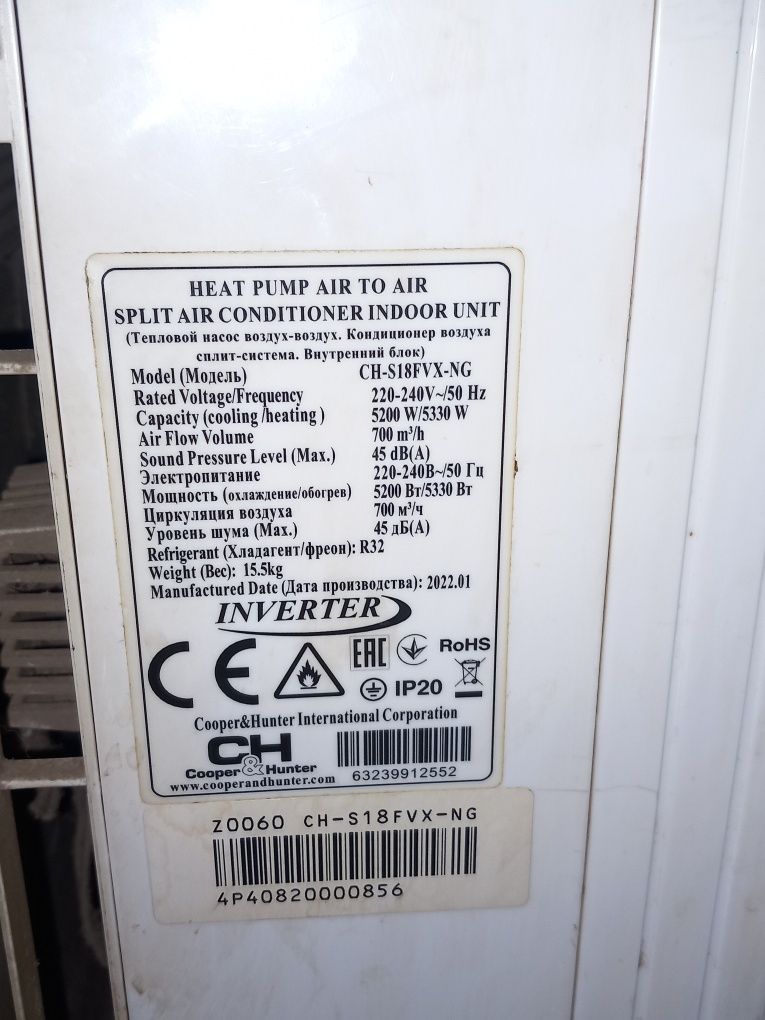 HEAT PUMP AIR TO AIR
SPLIT AIR CONDITIONER INDOOR UNIT
(Тепловой насос воздух-воздух. Кондиционер воздуха
сплит-система. Внутренний блок)
Model (Модель) CH-S18FVX-NG
Rated Voltage/Frequency 220-240V~/50 Hz
Capacity (cooling /heating ) 5200 W/5330 W
Air Flow Volume 700 m³/h
Sound Pressure Level (Max.) 45 dB(A)
Электропитание 220-240В~/50 Гц
Мощность (охлаждение/обогрев) 5200 Вт/5330 Вт
Циркуляция воздуха 700 м³/ч
Уровень шума (Max.) 45 дБ(A)
Refrigerant (Хладагент/фреон): R32
Weight (Вес): 15.5kg
Manufactured Date (Дата производства): 2022.01
INVERTER
CE EAC RoHS
IP20
Cooper&Hunter International Corporation
CH
Cooper&Hunter
www.cooperandhunter.com
63239912552
Z0060 CH-S18FVX-NG
4P40820000856